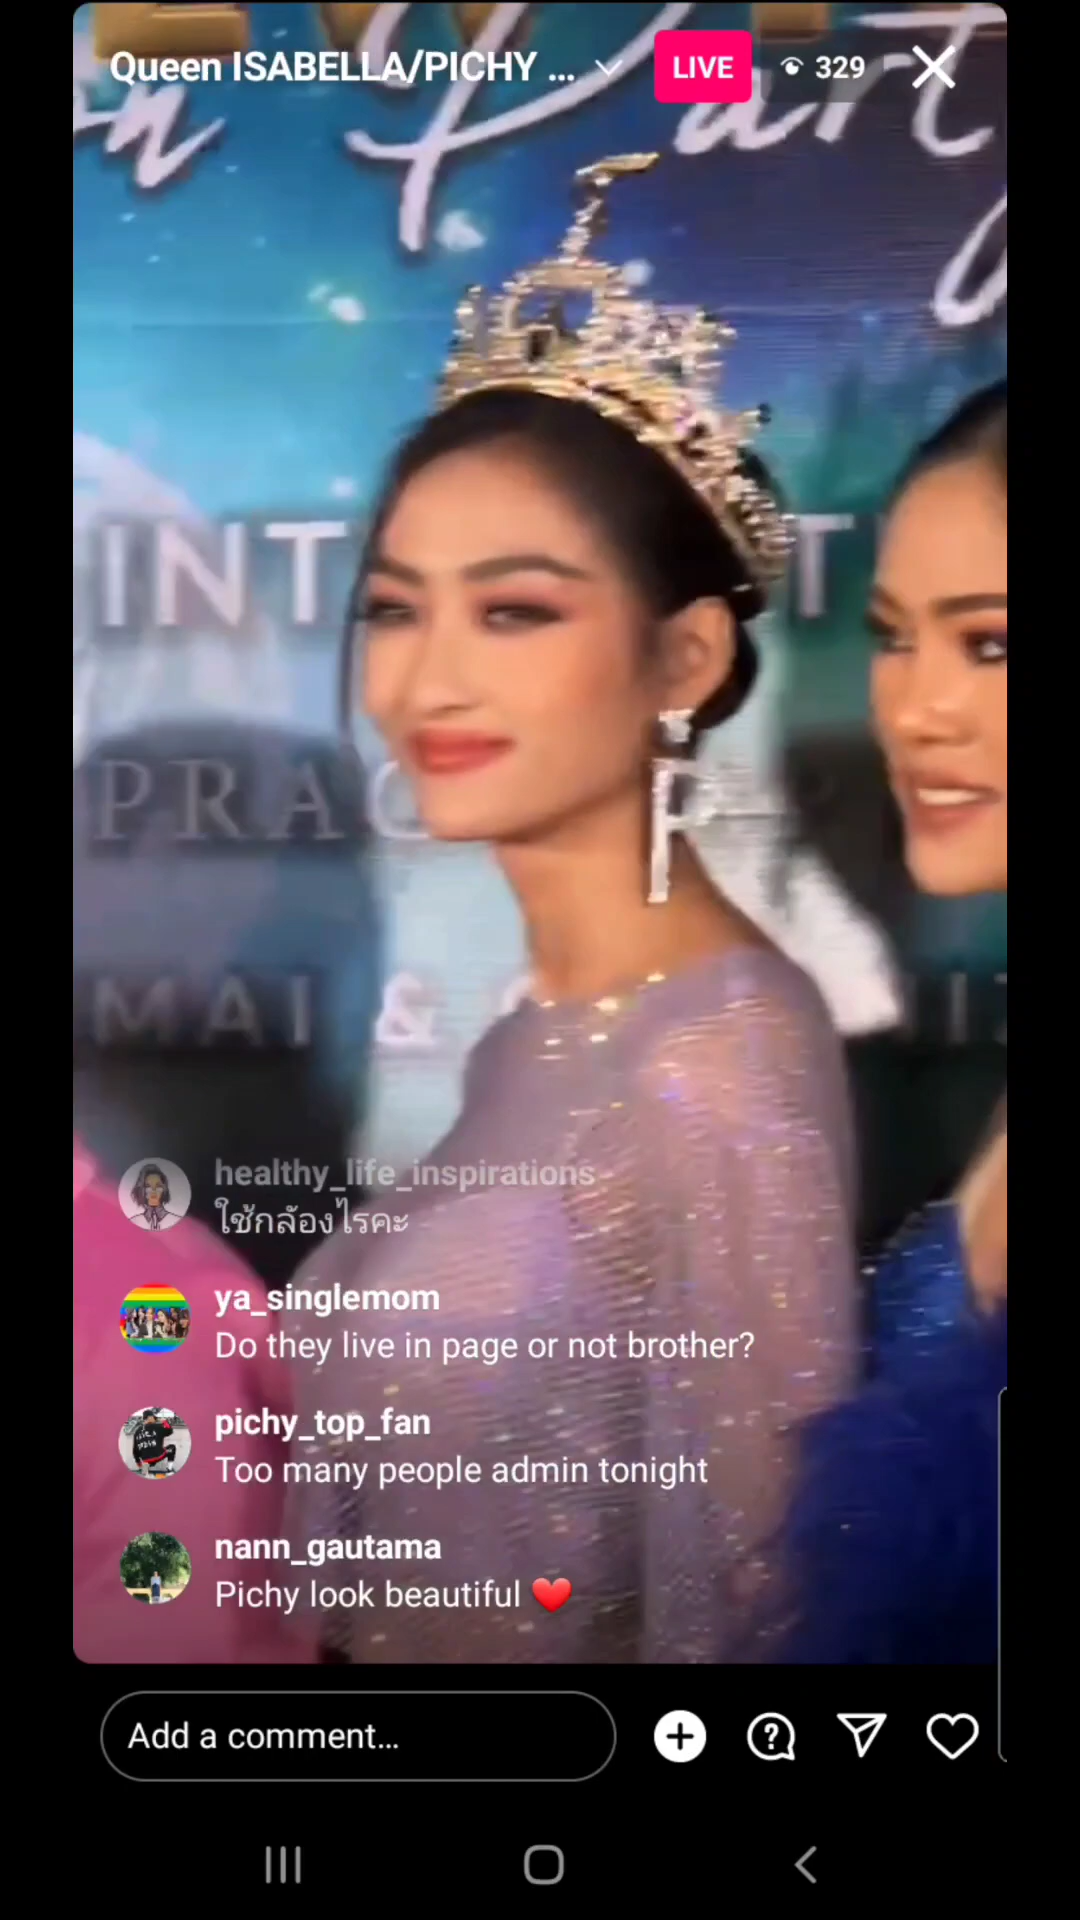 Queen ISABELLA/PICHY ...
LIVE
329
Party
INT
PRA
MAI &
P
healthy_life_inspirations
ใช้กล้องไรคะ
ya_singlemom
Do they live in page or not brother?
pichy_top_fan
Too many people admin tonight
nann_gautama
Pichy look beautiful ❤️
Add a comment...